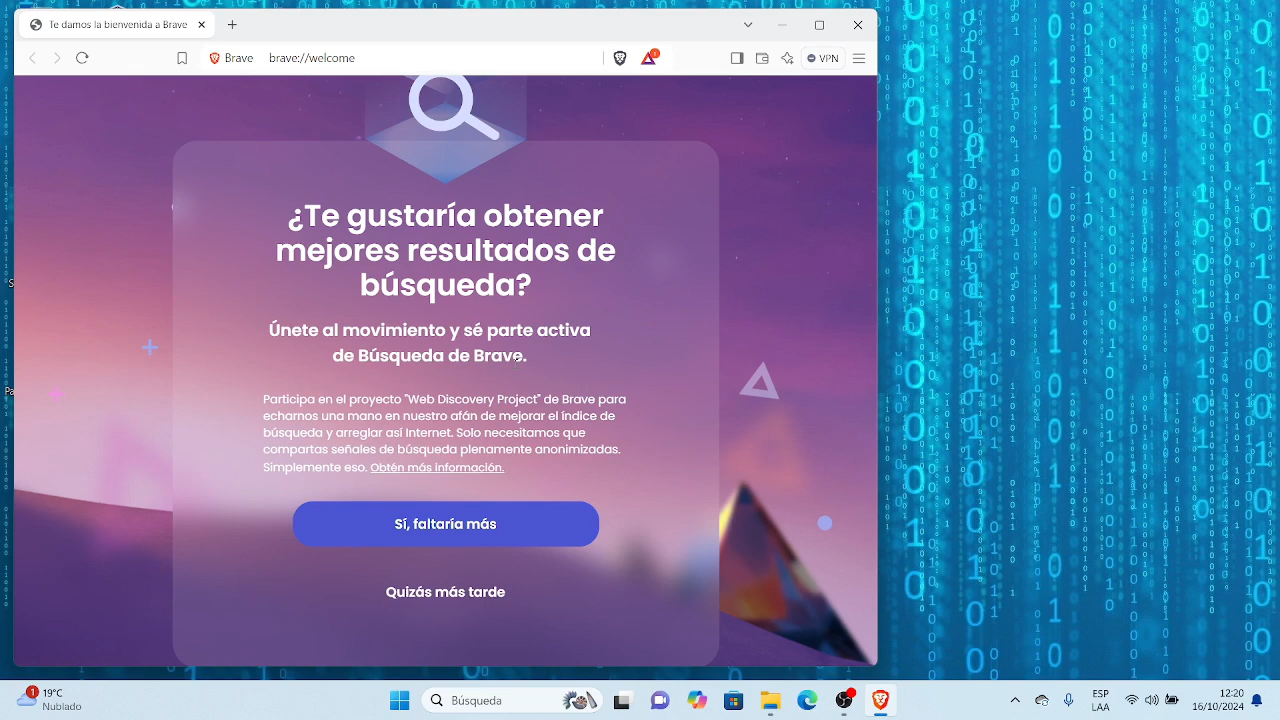 Te damos la bienvenida a Brave
Brave
brave://welcome
1
VPN
¿Te gustaría obtener
mejores resultados de
búsqueda?
Únete al movimiento y sé parte activa
de Búsqueda de Brave.
Participa en el proyecto "Web Discovery Project" de Brave para
echarnos una mano en nuestro afán de mejorar el índice de
búsqueda y arreglar así Internet. Solo necesitamos que
compartas señales de búsqueda plenamente anonimizadas.
Simplemente eso. Obtén más información.
Sí, faltaría más
Quizás más tarde
1
19°C
Nublado
Búsqueda
ESP
LAA
12:20
16/10/2024